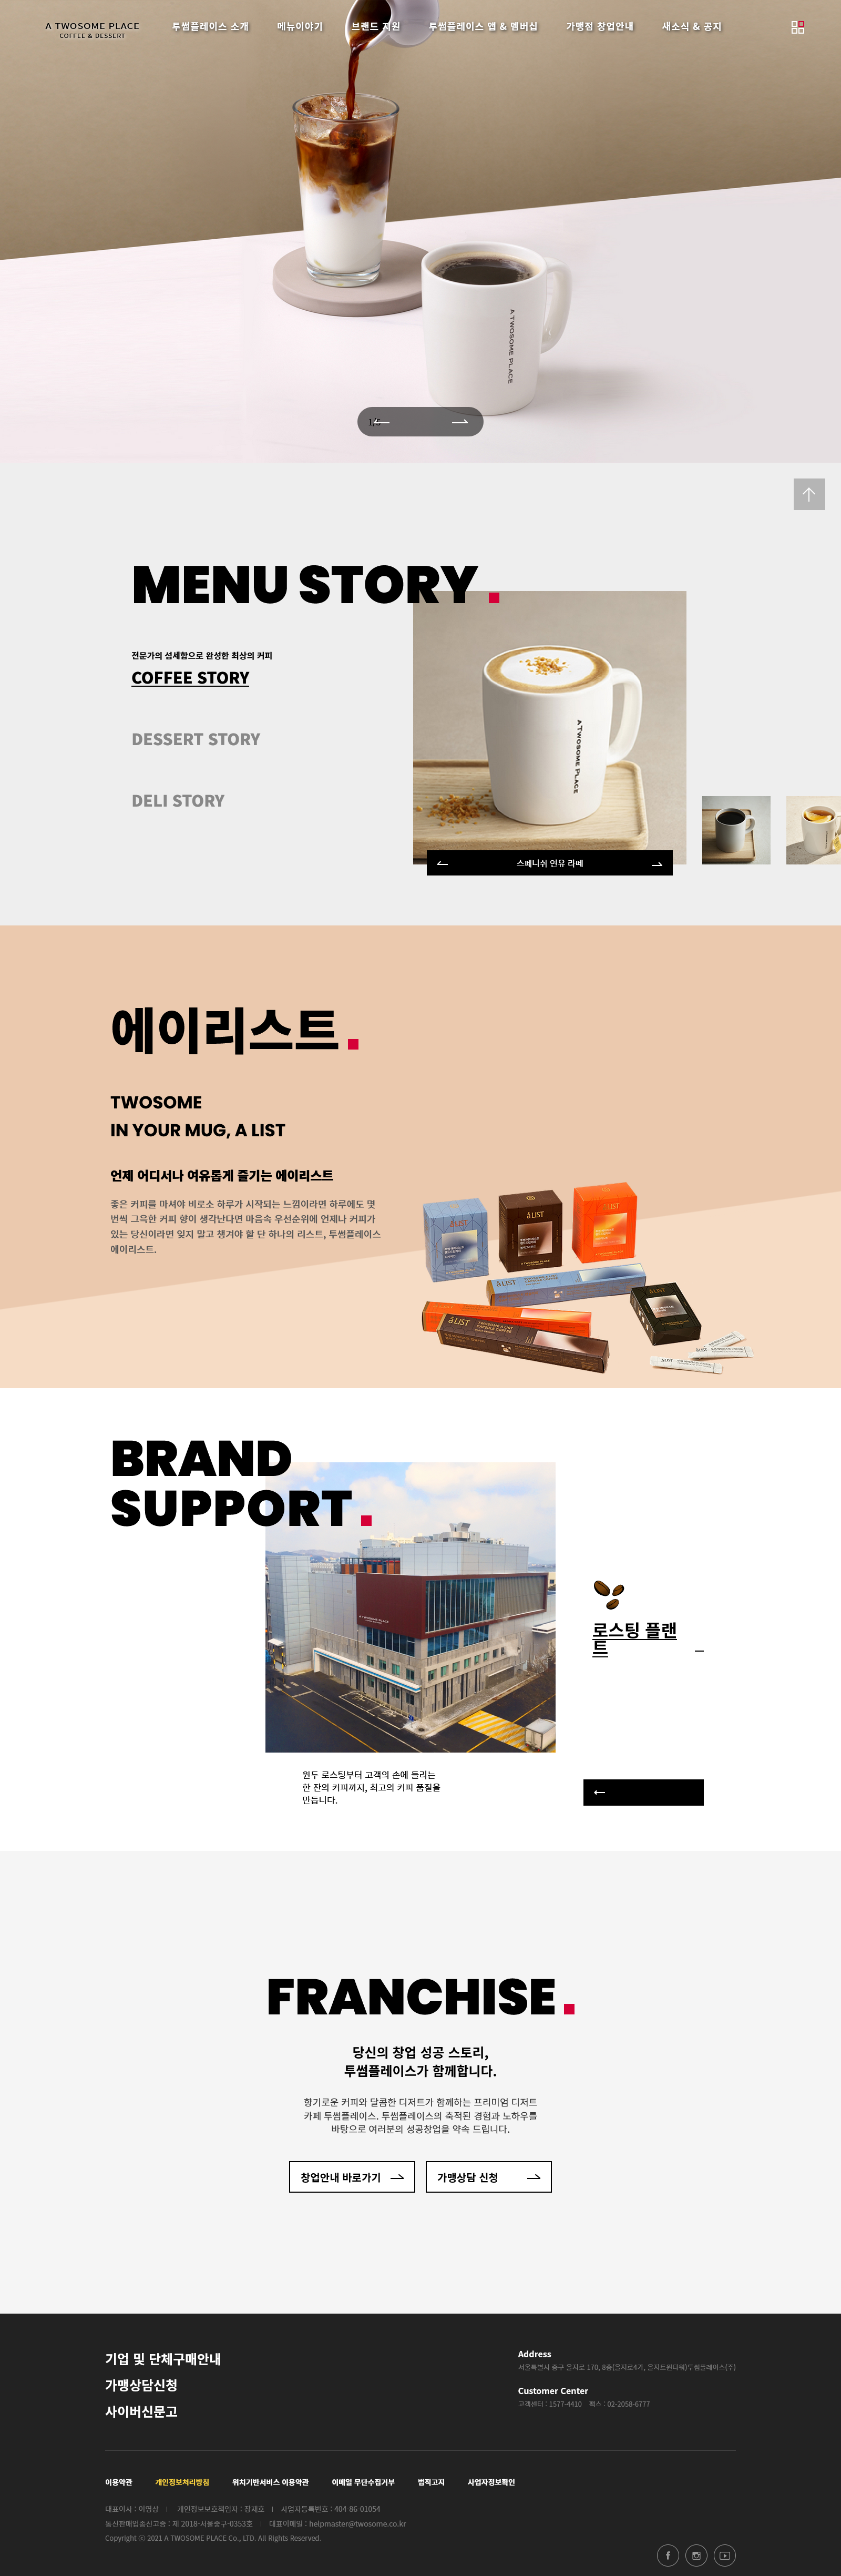 A TWOSOME PLACE
COFFEE & DESSERT
투썸플레이스 소개
메뉴이야기
브랜드 지원
투썸플레이스 앱 & 멤버십
가맹점 창업안내
새소식 & 공지
A TWOSOME PLACE
MENU STORY
전문가의 섬세함으로 완성한 최상의 커피
COFFEE STORY
DESSERT STORY
DELI STORY
A TWOSOME PLACE
스페니쉬 연유 라떼
에이리스트
TWOSOME
IN YOUR MUG, A LIST
언제 어디서나 여유롭게 즐기는 에이리스트
좋은 커피를 마셔야 비로소 하루가 시작되는 느낌이라면 하루에도 몇
번씩 그윽한 커피 향이 생각난다면 마음속 우선순위에 언제나 커피가
있는 당신이라면 잊지 말고 챙겨야 할 단 하나의 리스트, 투썸플레이스
에이리스트.
BRAND
SUPPORT
A TWOSOME PLACE
로스팅 플랜
트
원두 로스팅부터 고객의 손에 들리는
한 잔의 커피까지, 최고의 커피 품질을
만듭니다.
FRANCHISE
당신의 창업 성공 스토리,
투썸플레이스가 함께합니다.
향기로운 커피와 달콤한 디저트가 함께하는 프리미엄 디저트
카페 투썸플레이스. 투썸플레이스의 축적된 경험과 노하우를
바탕으로 여러분의 성공창업을 약속 드립니다.
창업안내 바로가기
가맹상담 신청
기업 및 단체구매안내
가맹상담신청
사이버신문고
Address
서울특별시 중구 을지로 170, 8층(을지로4가, 을지트윈타워)투썸플레이스(주)
Customer Center
고객센터 : 1577-4410 팩스 : 02-2058-6777
이용약관
개인정보처리방침
위치기반서비스 이용약관
이메일 무단수집거부
법적고지
사업자정보확인
대표이사 : 이영상 | 개인정보보호책임자 : 장재호 | 사업자등록번호 : 404-86-01054
통신판매업종신고증 : 제 2018-서울중구-0353호 | 대표이메일 : helpmaster@twosome.co.kr
Copyright ⓒ 2021 A TWOSOME PLACE Co., LTD. All Rights Reserved.